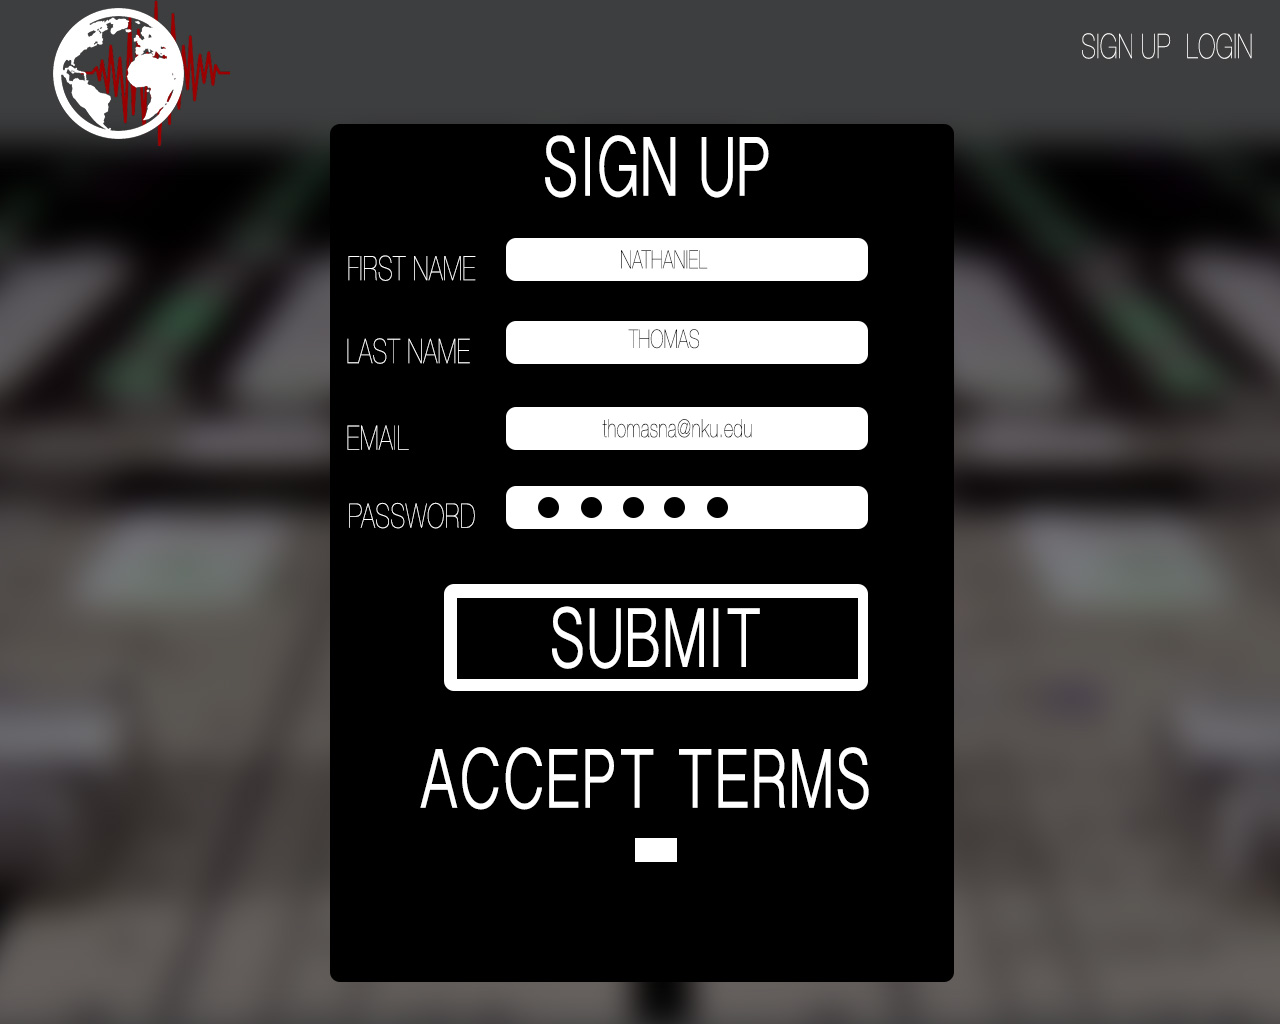 SIGN UP LOGIN
SIGN UP
FIRST NAME NATHANIEL
LAST NAME THOMAS
EMAIL thomasna@nku.edu
PASSWORD
SUBMIT
ACCEPT TERMS